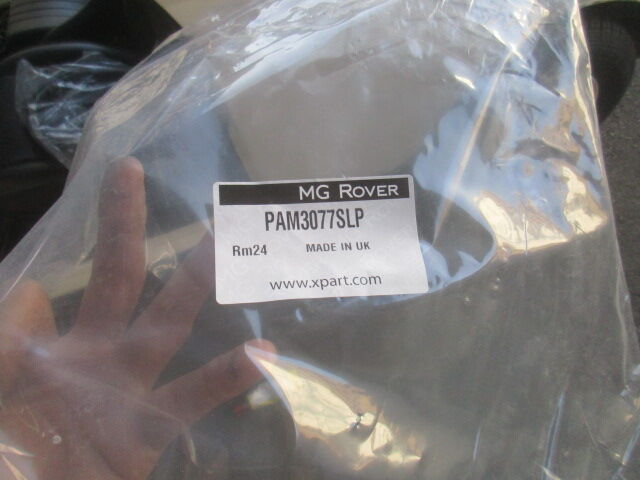 MG ROVER
PAM3077SLP
Rm24 MADE IN UK
www.xpart.com